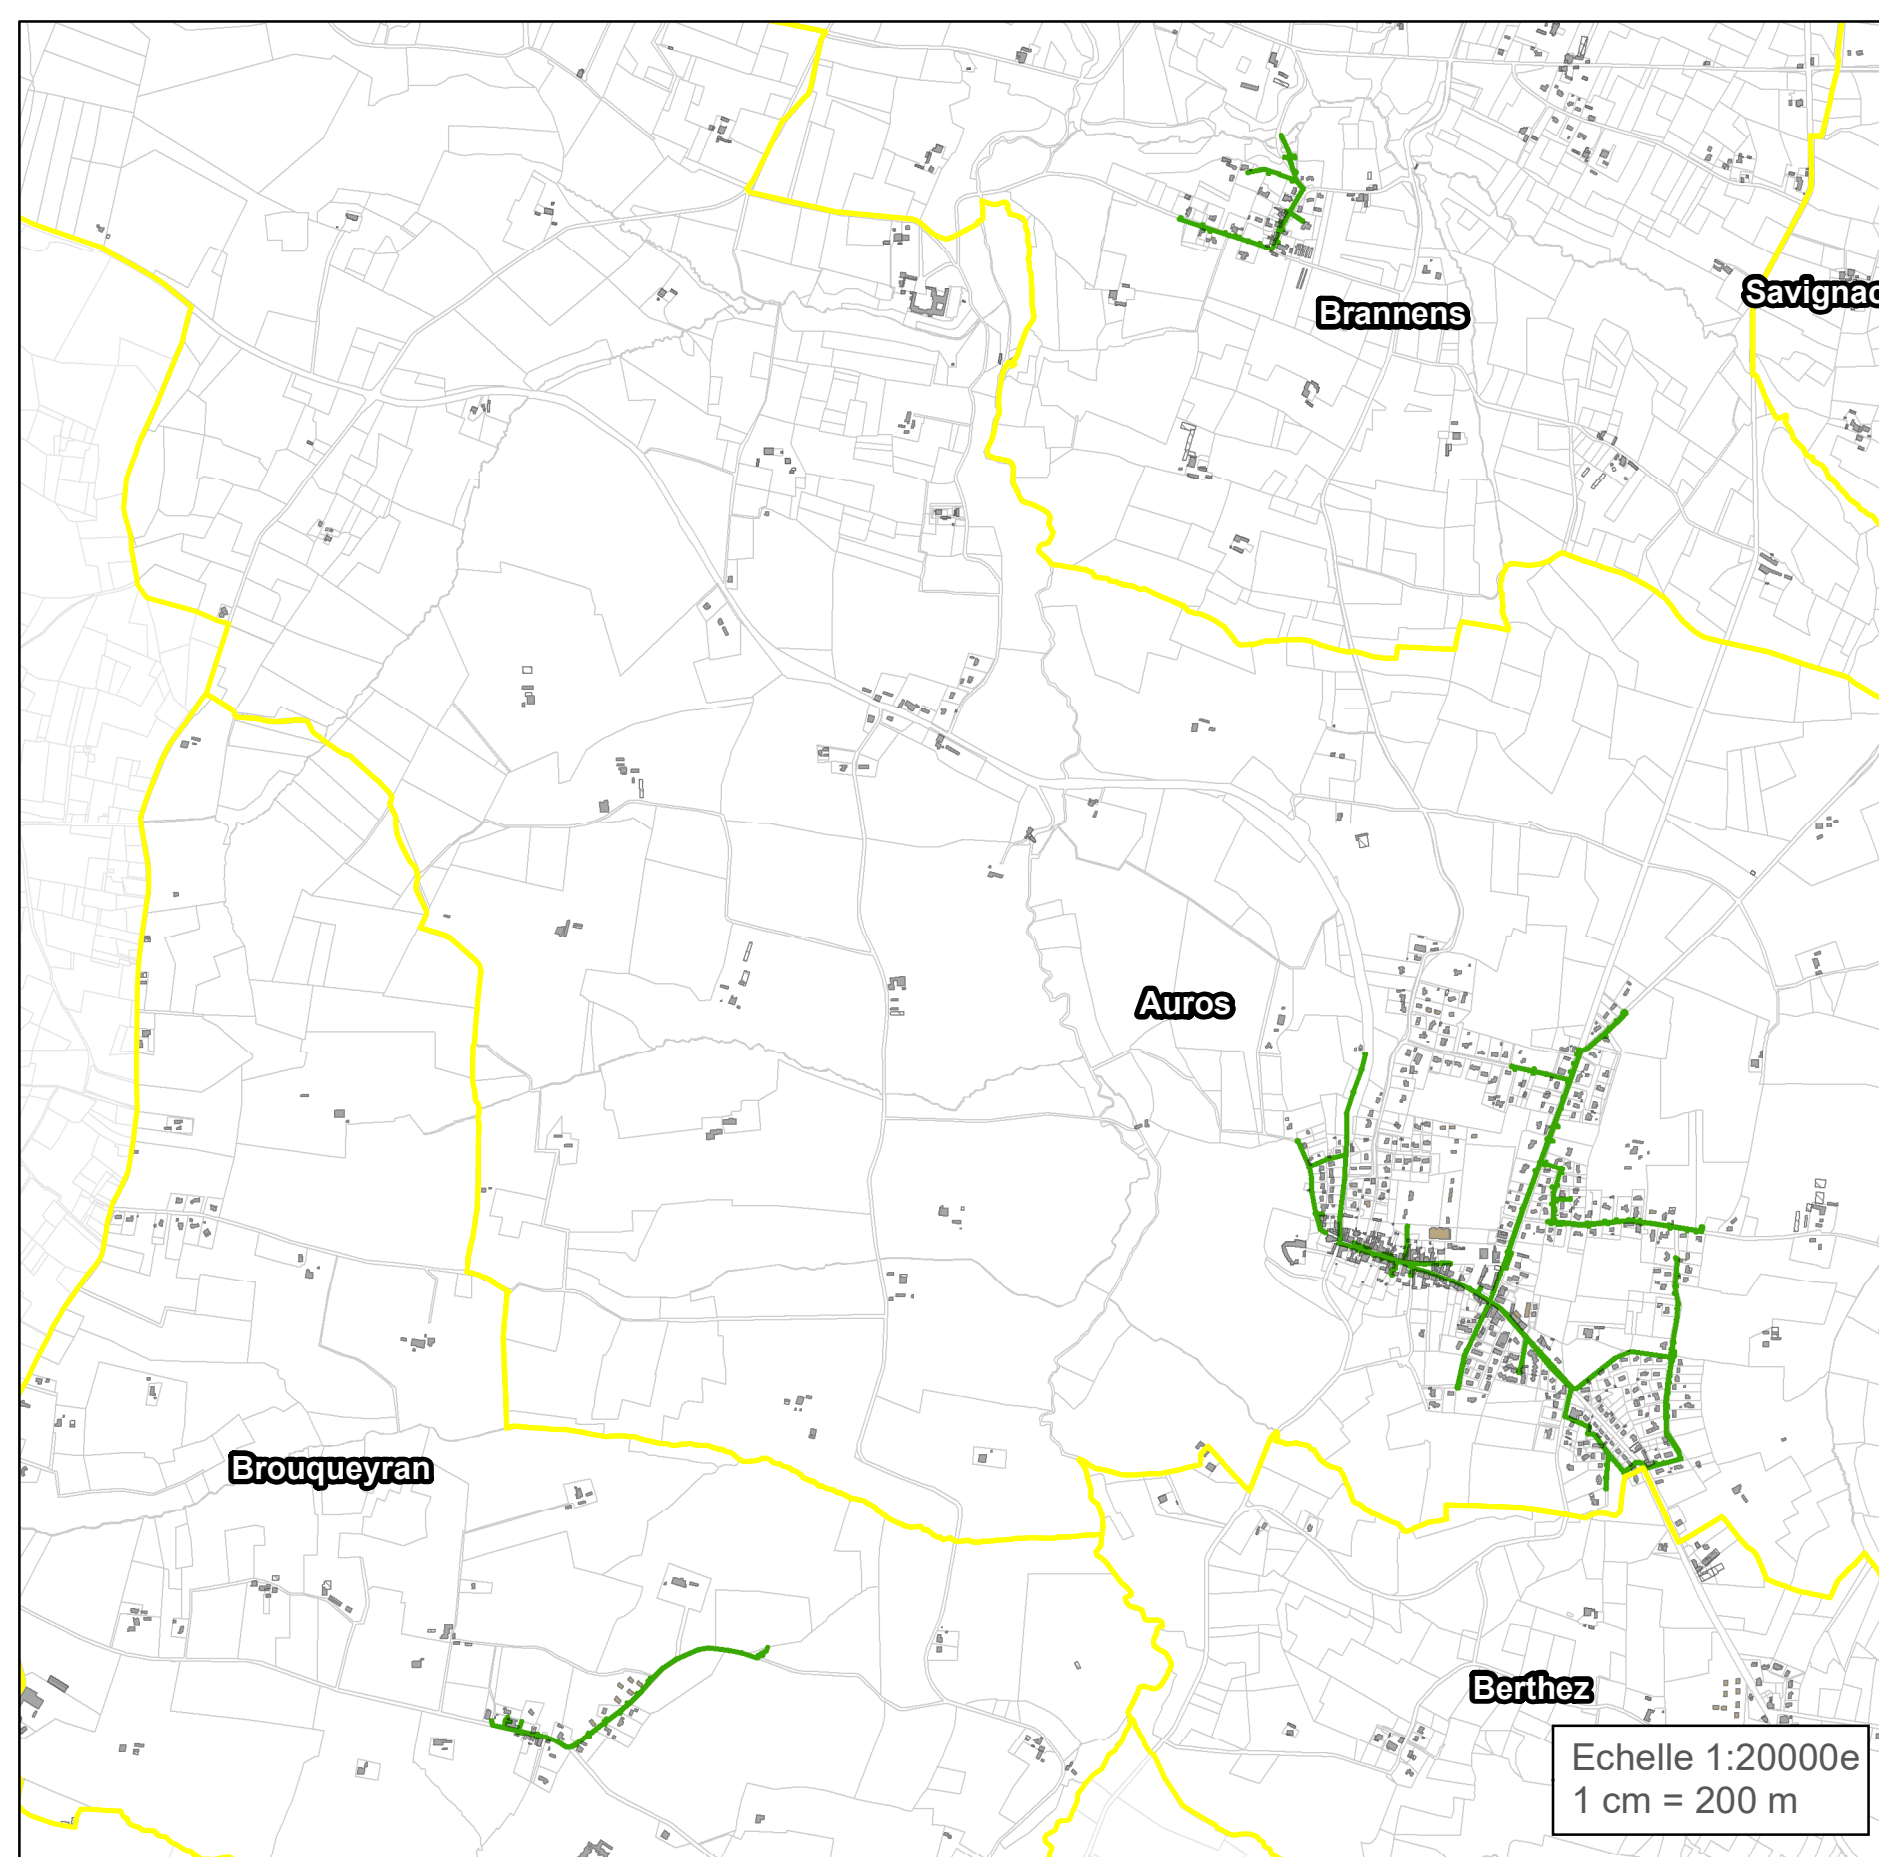 Savignac
Brannens
Auros
Brouqueyran
Berthez
Echelle 1:20000e
1 cm = 200 m